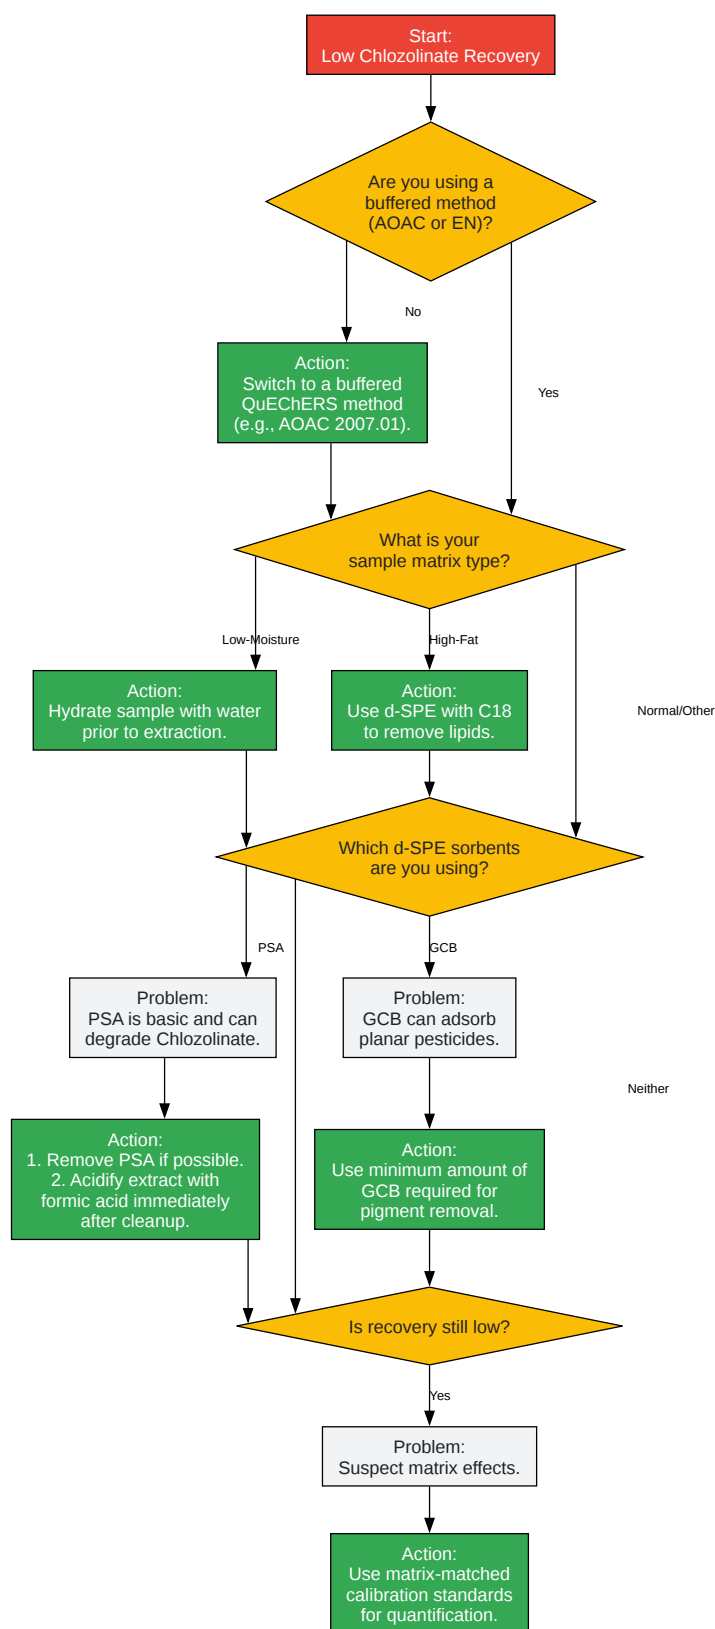 Start:
Low Chlozolinate Recovery
Are you using a
buffered method
(AOAC or EN)?
No
Yes
Action:
Switch to a buffered
QuEChERS method
(e.g., AOAC 2007.01).
What is your
sample matrix type?
Low-Moisture
High-Fat
Normal/Other
Action:
Hydrate sample with water
prior to extraction.
Action:
Use d-SPE with C18
to remove lipids.
Which d-SPE sorbents
are you using?
PSA
GCB
Neither
Problem:
PSA is basic and can
degrade Chlozolinate.
Problem:
GCB can adsorb
planar pesticides.
Action:
1. Remove PSA if possible.
2. Acidify extract with
formic acid immediately
after cleanup.
Action:
Use minimum amount of
GCB required for
pigment removal.
Is recovery still low?
Yes
Problem:
Suspect matrix effects.
Action:
Use matrix-matched
calibration standards
for quantification.